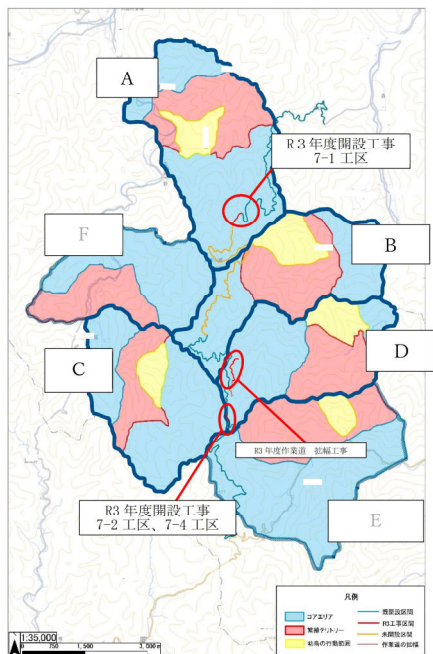 A
R３年度開設工事
7-1 工区
F
B
C
D
R3 年度作業道 拡幅工事
R3 年度開設工事
7-2 工区、7-4 工区
E
凡例
コアエリア
繁殖テリトリー
幼鳥の行動範囲
既開設区間
R3工事区間
未開設区間
作業道の拡幅
1:35,000
0 750 1,500 3,000 m